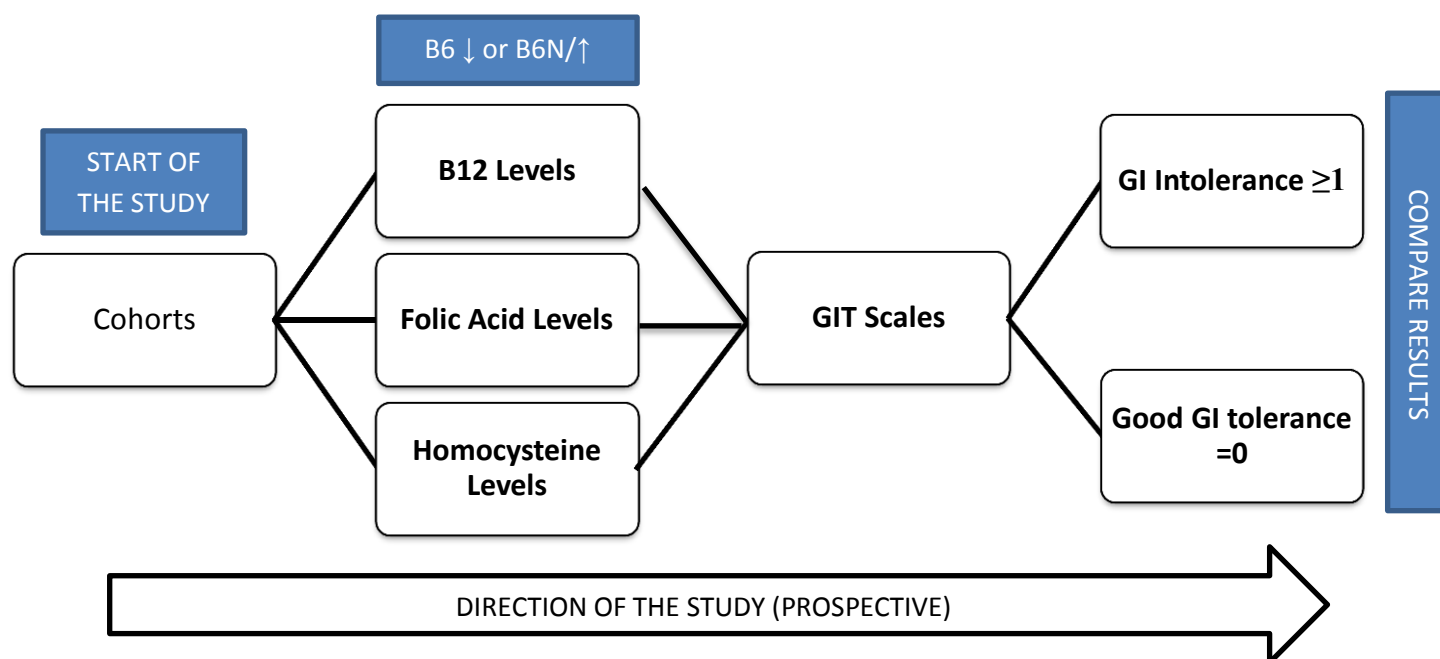 B6 ↓ or B6N/↑
START OF
THE STUDY
B12 Levels
GI Intolerance ≥1
Cohorts
Folic Acid Levels
GIT Scales
Homocysteine
Levels
Good GI tolerance
=0
COMPARE RESULTS
DIRECTION OF THE STUDY (PROSPECTIVE)